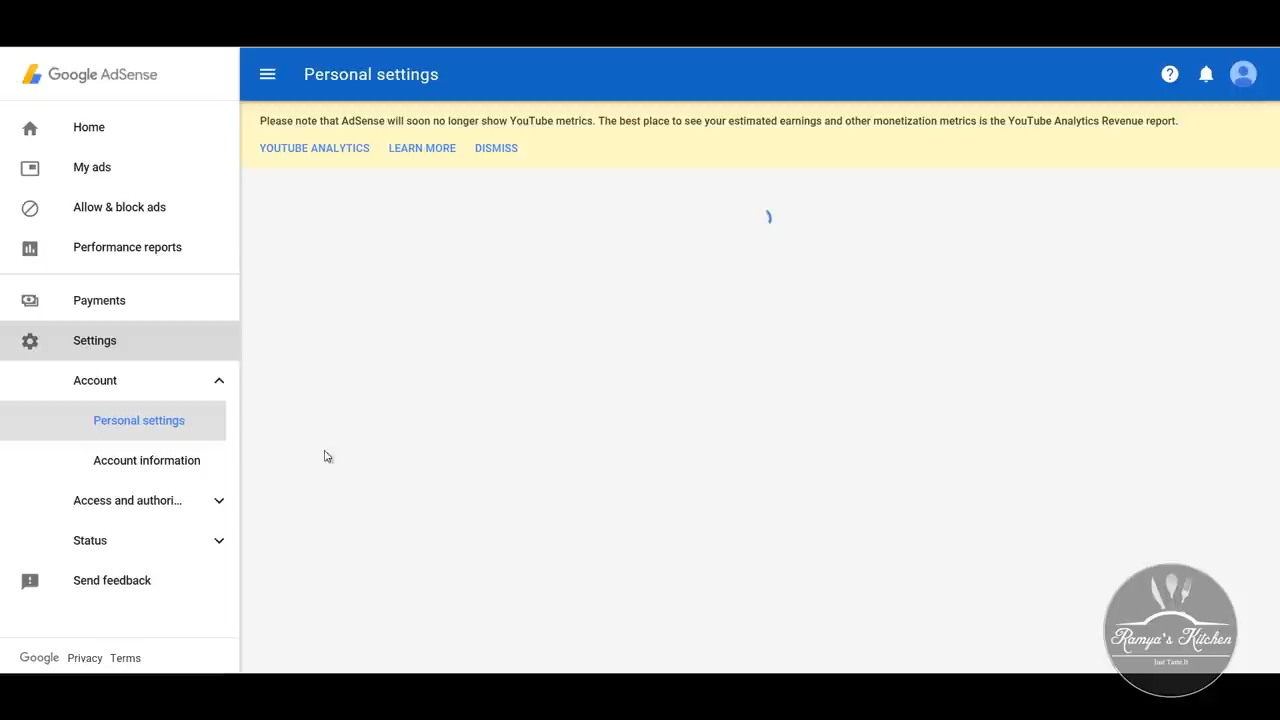 Google AdSense
Personal settings
Please note that AdSense will soon no longer show YouTube metrics. The best place to see your estimated earnings and other monetization metrics is the YouTube Analytics Revenue report.
YOUTUBE ANALYTICS LEARN MORE DISMISS
Home
My ads
Allow & block ads
Performance reports
Payments
Settings
Account
Personal settings
Account information
Access and authori...
Status
Send feedback
Google Privacy Terms
Ramya's Kitchen
Just Taste It